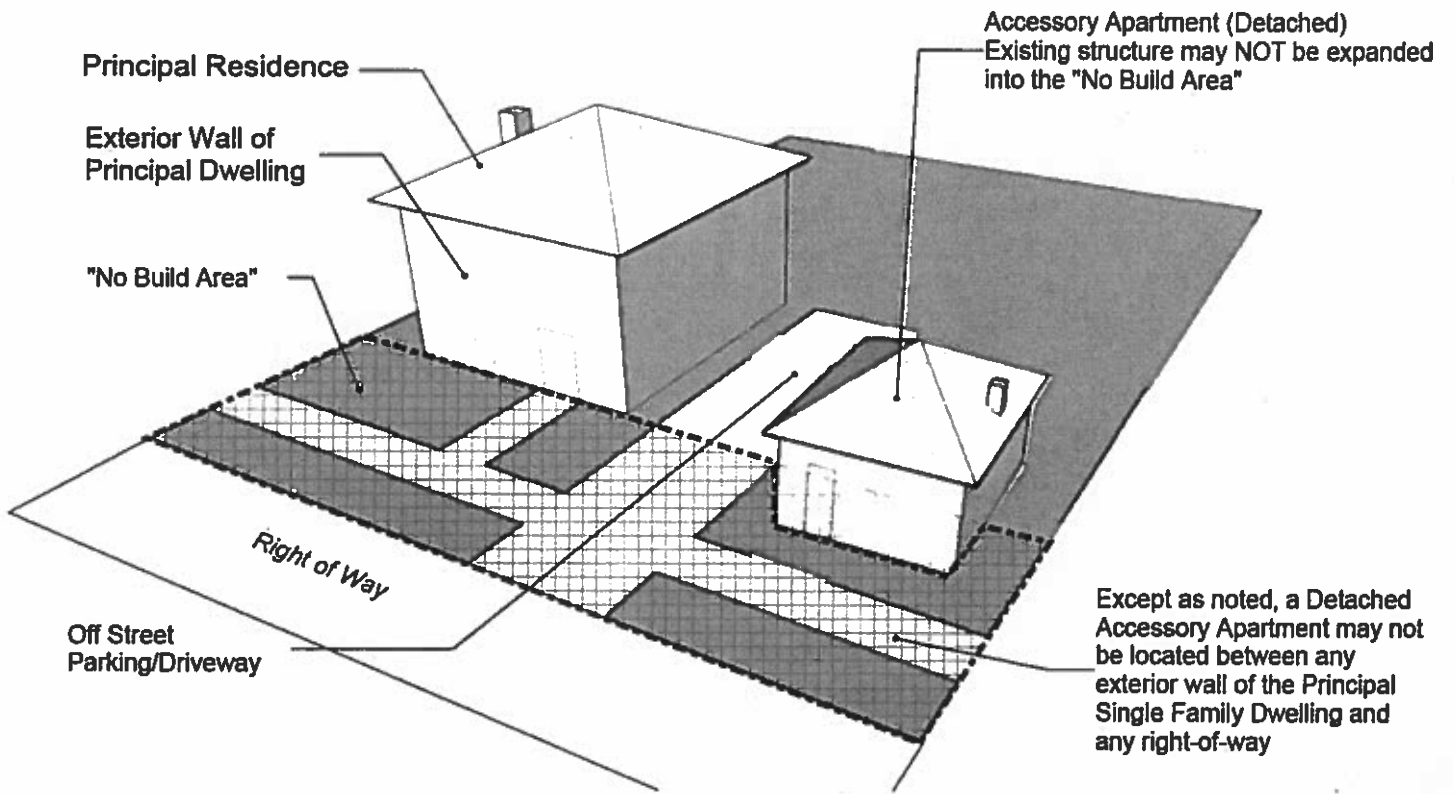 Principal Residence
Exterior Wall of
Principal Dwelling
"No Build Area"
Accessory Apartment (Detached)
Existing structure may NOT be expanded
into the "No Build Area"
Right of Way
Off Street
Parking/Driveway
Except as noted, a Detached
Accessory Apartment may not
be located between any
exterior wall of the Principal
Single Family Dwelling and
any right-of-way